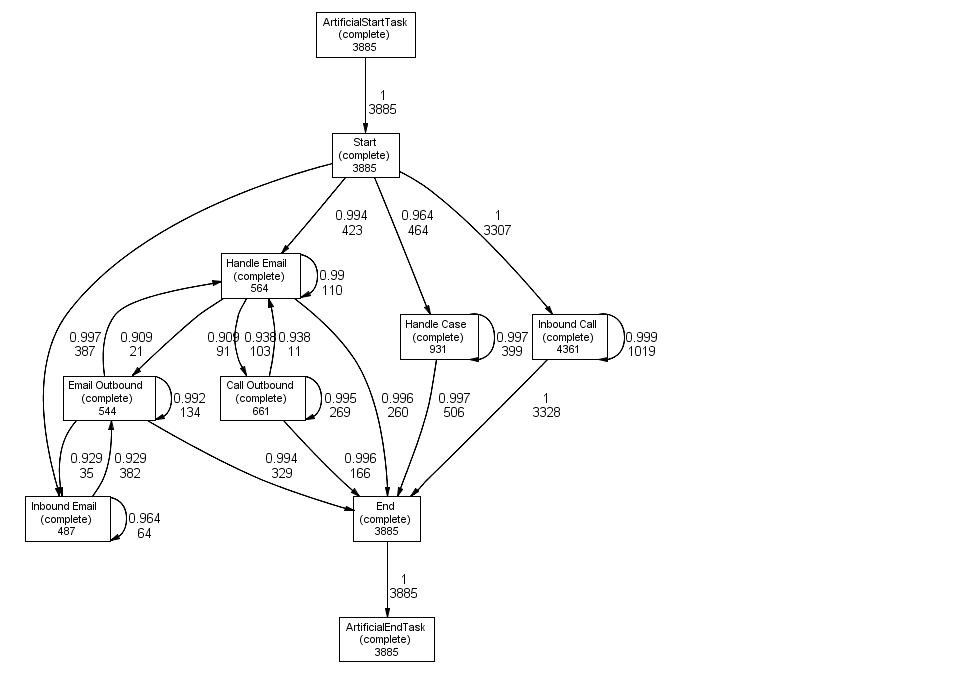 ArtificialStartTask
(complete)
3885
1
3885
Start
(complete)
3885
0.994
423
0.964
464
1
3307
Handle Email
(complete)
564
0.99
110
Handle Case
(complete)
931
0.997
399
Inbound Call
(complete)
4361
0.999
1019
0.997
387
0.909
21
0.909
91
0.938
103
0.938
11
Email Outbound
(complete)
544
0.992
134
Call Outbound
(complete)
661
0.995
269
0.996
260
0.997
506
1
3328
0.929
35
0.929
382
0.994
329
0.996
166
Inbound Email
(complete)
487
0.964
64
End
(complete)
3885
1
3885
ArtificialEndTask
(complete)
3885